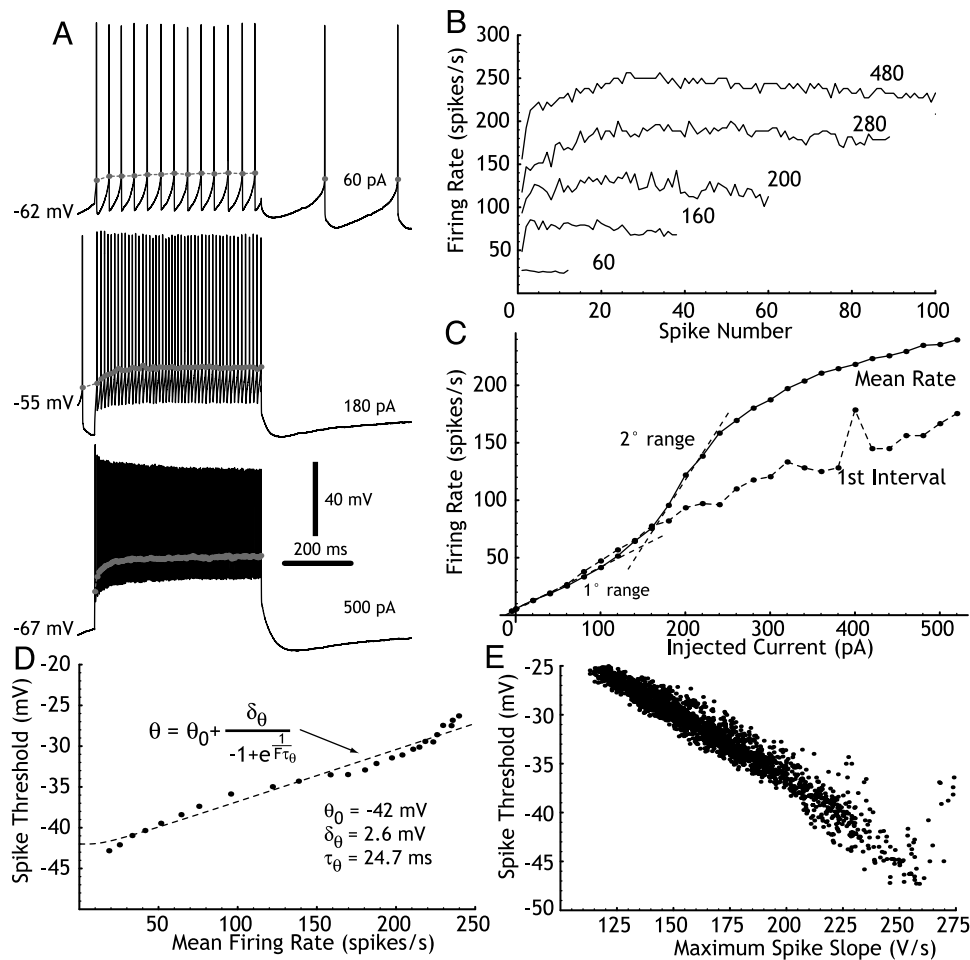 A
60 pA
-62 mV
-55 mV
180 pA
40 mV
200 ms
500 pA
-67 mV
B
Firing Rate (spikes/s)
300
250
200
150
100
50
0
20
40
60
80
100
Spike Number
480
280
200
160
60
C
Firing Rate (spikes/s)
200
150
100
50
0
100
200
300
400
500
Injected Current (pA)
Mean Rate
2° range
1st Interval
1° range
D
Spike Threshold (mV)
-20
-25
-30
-35
-40
-45
50
100
150
200
250
Mean Firing Rate (spikes/s)
θ = θ0+ δθ
-1+e 1
Fτθ
θ0 = -42 mV
δθ = 2.6 mV
τθ = 24.7 ms
E
Spike Threshold (mV)
-25
-30
-35
-40
-45
-50
125
150
175
200
225
250
275
Maximum Spike Slope (V/s)